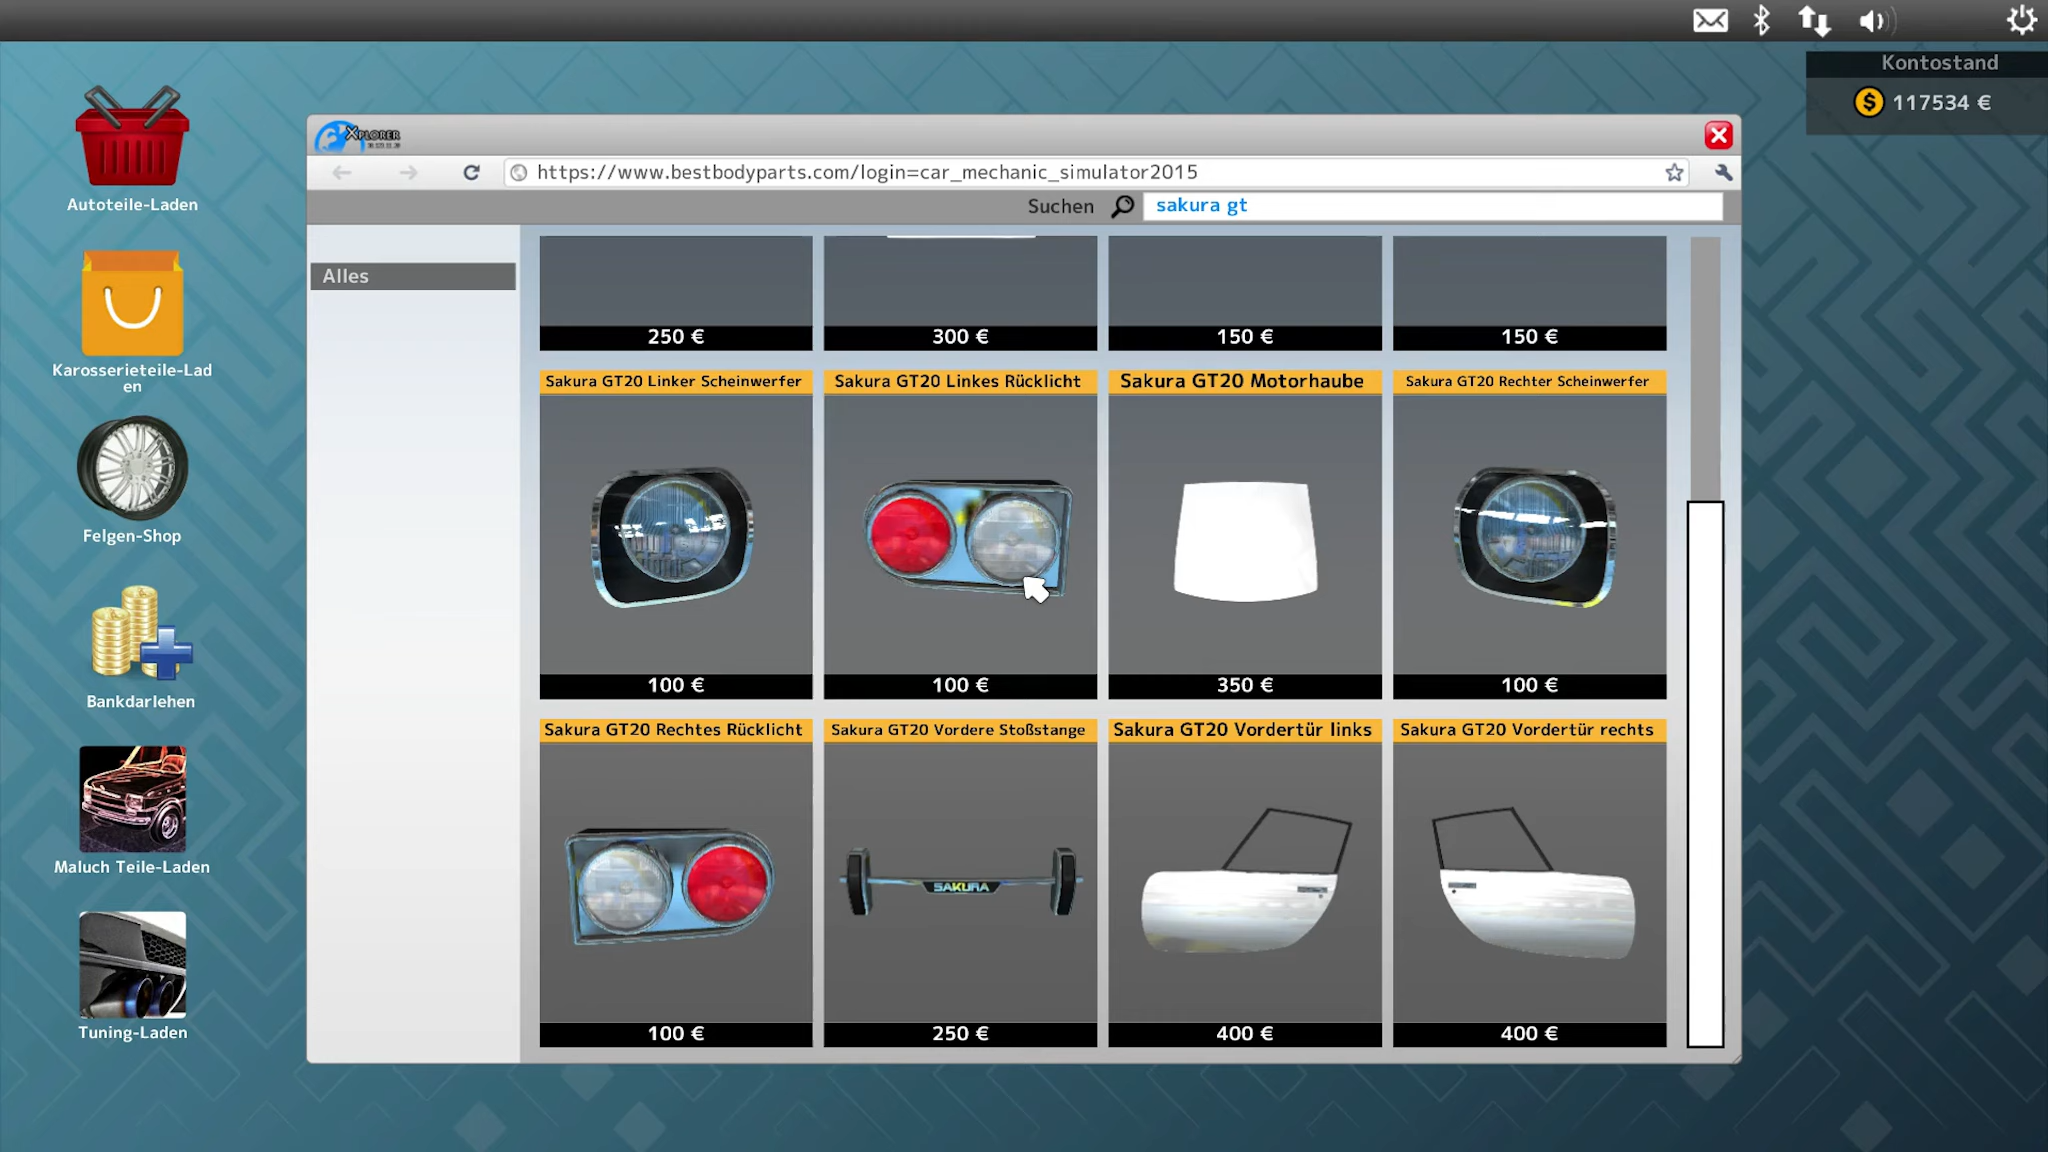 Kontostand
117534 €
Autoteile-Laden
Karosserieteile-Lad
en
Felgen-Shop
Bankdarlehen
Maluch Teile-Laden
Tuning-Laden
XPLORER
https://www.bestbodyparts.com/login=car_mechanic_simulator2015
Suchen sakura gt
Alles
250 € 300 € 150 € 150 €
Sakura GT20 Linker Scheinwerfer Sakura GT20 Linkes Rücklicht Sakura GT20 Motorhaube Sakura GT20 Rechter Scheinwerfer
100 € 100 € 350 € 100 €
Sakura GT20 Rechtes Rücklicht Sakura GT20 Vordere Stoßstange Sakura GT20 Vordertür links Sakura GT20 Vordertür rechts
SAKURA
100 € 250 € 400 € 400 €